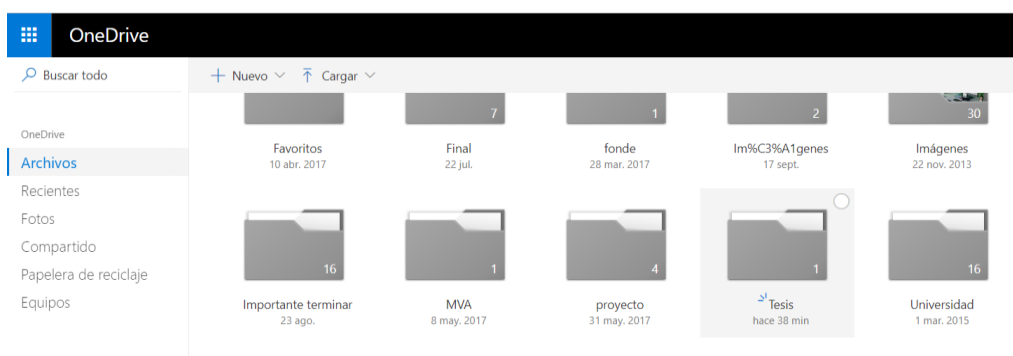 OneDrive
Buscar todo
Nuevo
Cargar
OneDrive
Archivos
Recientes
Fotos
Compartido
Papelera de reciclaje
Equipos
7
1
2
30
Favoritos
Final
fonde
Im%C3%A1genes
Imágenes
10 abr. 2017
22 jul.
28 mar. 2017
17 sept.
22 nov. 2013
16
1
4
1
16
Importante terminar
MVA
proyecto
Tesis
Universidad
23 ago.
8 may. 2017
31 may. 2017
hace 38 min
1 mar. 2015